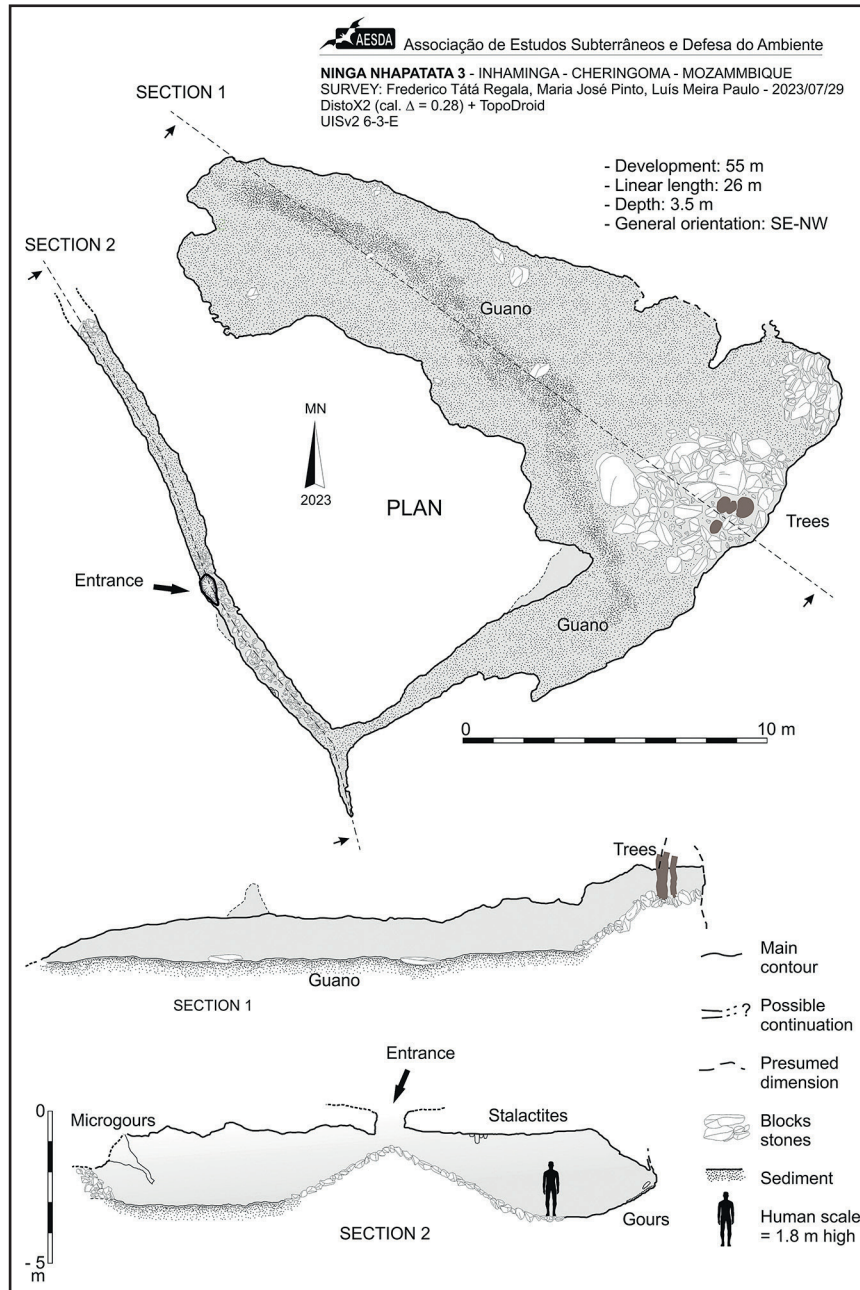 AESDA Associação de Estudos Subterrâneos e Defesa do Ambiente
NINGA NHAPATATA 3 - INHAMINGA - CHERINGOMA - MOZAMMBIQUE
SURVEY: Frederico Tátá Regala, Maria José Pinto, Luís Meira Paulo - 2023/07/29
DistoX2 (cal. Δ = 0.28) + TopoDroid
UISv2 6-3-E
SECTION 1
- Development: 55 m
- Linear length: 26 m
- Depth: 3.5 m
- General orientation: SE-NW
SECTION 2
Guano
MN
2023
PLAN
Trees
Entrance
Guano
0 10 m
Trees
Guano
SECTION 1
Main
contour
? Possible
continuation
Presumed
dimension
Blocks
stones
Sediment
Human scale
= 1.8 m high
Entrance
0
Microgours
Stalactites
SECTION 2
Gours
- 5
m